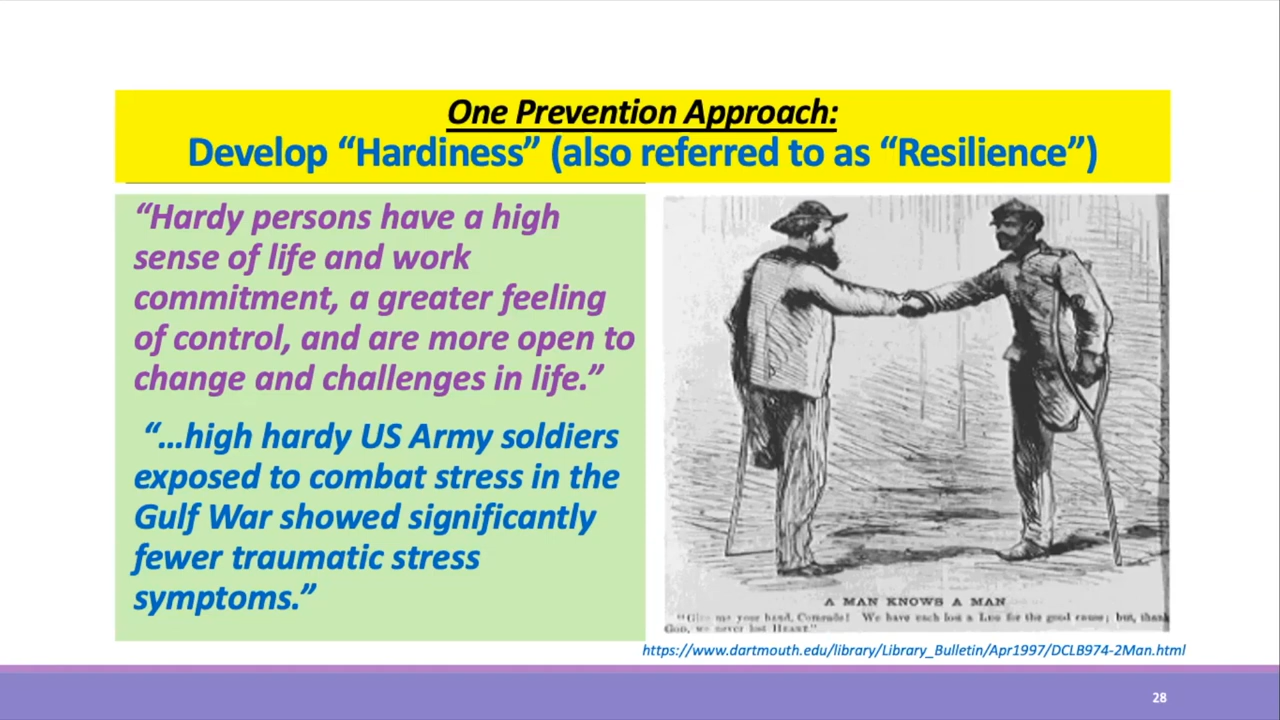 One Prevention Approach:
Develop “Hardiness” (also referred to as “Resilience”)
“Hardy persons have a high
sense of life and work
commitment, a greater feeling
of control, and are more open to
change and challenges in life.”
“…high hardy US Army soldiers
exposed to combat stress in the
Gulf War showed significantly
fewer traumatic stress
symptoms.”
A MAN KNOWS A MAN
“Give me your hand, Comrade! We have each lost a LEG for the good cause; but, thank
GOD, we never lost HEART.”
https://www.dartmouth.edu/library/Library_Bulletin/Apr1997/DCLB974-2Man.html
28